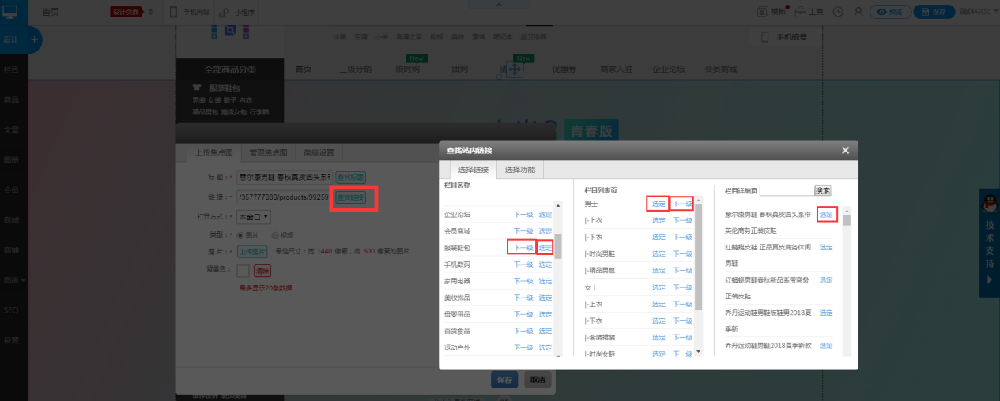 首页 设计页面 手机网站 小程序 模板 工具 预览 保存 简体中文
设计 +
栏目
商品
文章
图册
会员
商城
商铺
高级
SEO
设置
冰箱 空调 小米 海澜之家 电视 美妆 童装 笔记本 厨卫电器
手机靓号
New New
全部商品分类 首页 三级分销 限时购 团购 优惠券 商家入驻 企业论坛 会员商城
服装鞋包
男装 女装 鞋子 内衣
精品男包 潮流女包 行李箱
青春版
上传焦点图 管理焦点图 高级设置
标 题：* 意尔康男鞋 春秋真皮圆头系带 查找标题
链 接：* /357777080/products/99259 查找链接
打开方式：* 本窗口
类型：* 图片 视频
图 片：* 上传图片 最佳尺寸：宽 1440 像素，高 600 像素的图片
背景色： 清除
最多显示20条数据
保存 取消
查找站内链接
选择链接 选择功能
栏目名称
企业论坛 下一级 选定
会员商城 下一级 选定
服装鞋包 下一级 选定
手机数码 下一级 选定
家用电器 下一级 选定
美妆饰品 下一级 选定
母婴用品 下一级 选定
百货食品 下一级 选定
运动户外 下一级 选定
栏目列表页
男士 选定 下一级
|-上衣 选定 下一级
|-下衣 选定 下一级
|-时尚男鞋 选定 下一级
|-精品男包 选定 下一级
女士 选定 下一级
|-上衣 选定 下一级
|-下衣 选定 下一级
|-套装裙装 选定 下一级
|-时尚女鞋 选定 下一级
栏目详细页 搜索
意尔康男鞋 春秋真皮圆头系带 选定
英伦商务正装皮鞋
红蜻蜓皮鞋 正品真皮商务休闲 选定
男鞋
红蜻蜓男鞋春秋新品系带商务 选定
正装皮鞋
乔丹运动鞋男鞋板鞋男2018夏 选定
季新
乔丹运动鞋男鞋2018夏季新款 选定
技术支持